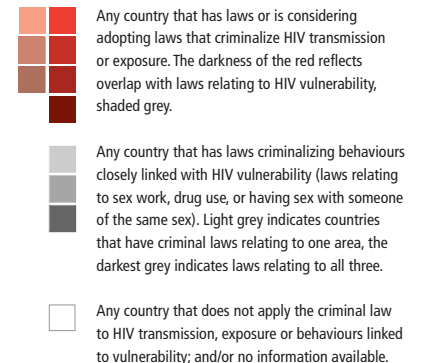 Any country that has laws or is considering
adopting laws that criminalize HIV transmission
or exposure. The darkness of the red reflects
overlap with laws relating to HIV vulnerability,
shaded grey.
Any country that has laws criminalizing behaviours
closely linked with HIV vulnerability (laws relating
to sex work, drug use, or having sex with someone
of the same sex). Light grey indicates countries
that have criminal laws relating to one area, the
darkest grey indicates laws relating to all three.
Any country that does not apply the criminal law
to HIV transmission, exposure or behaviours linked
to vulnerability; and/or no information available.